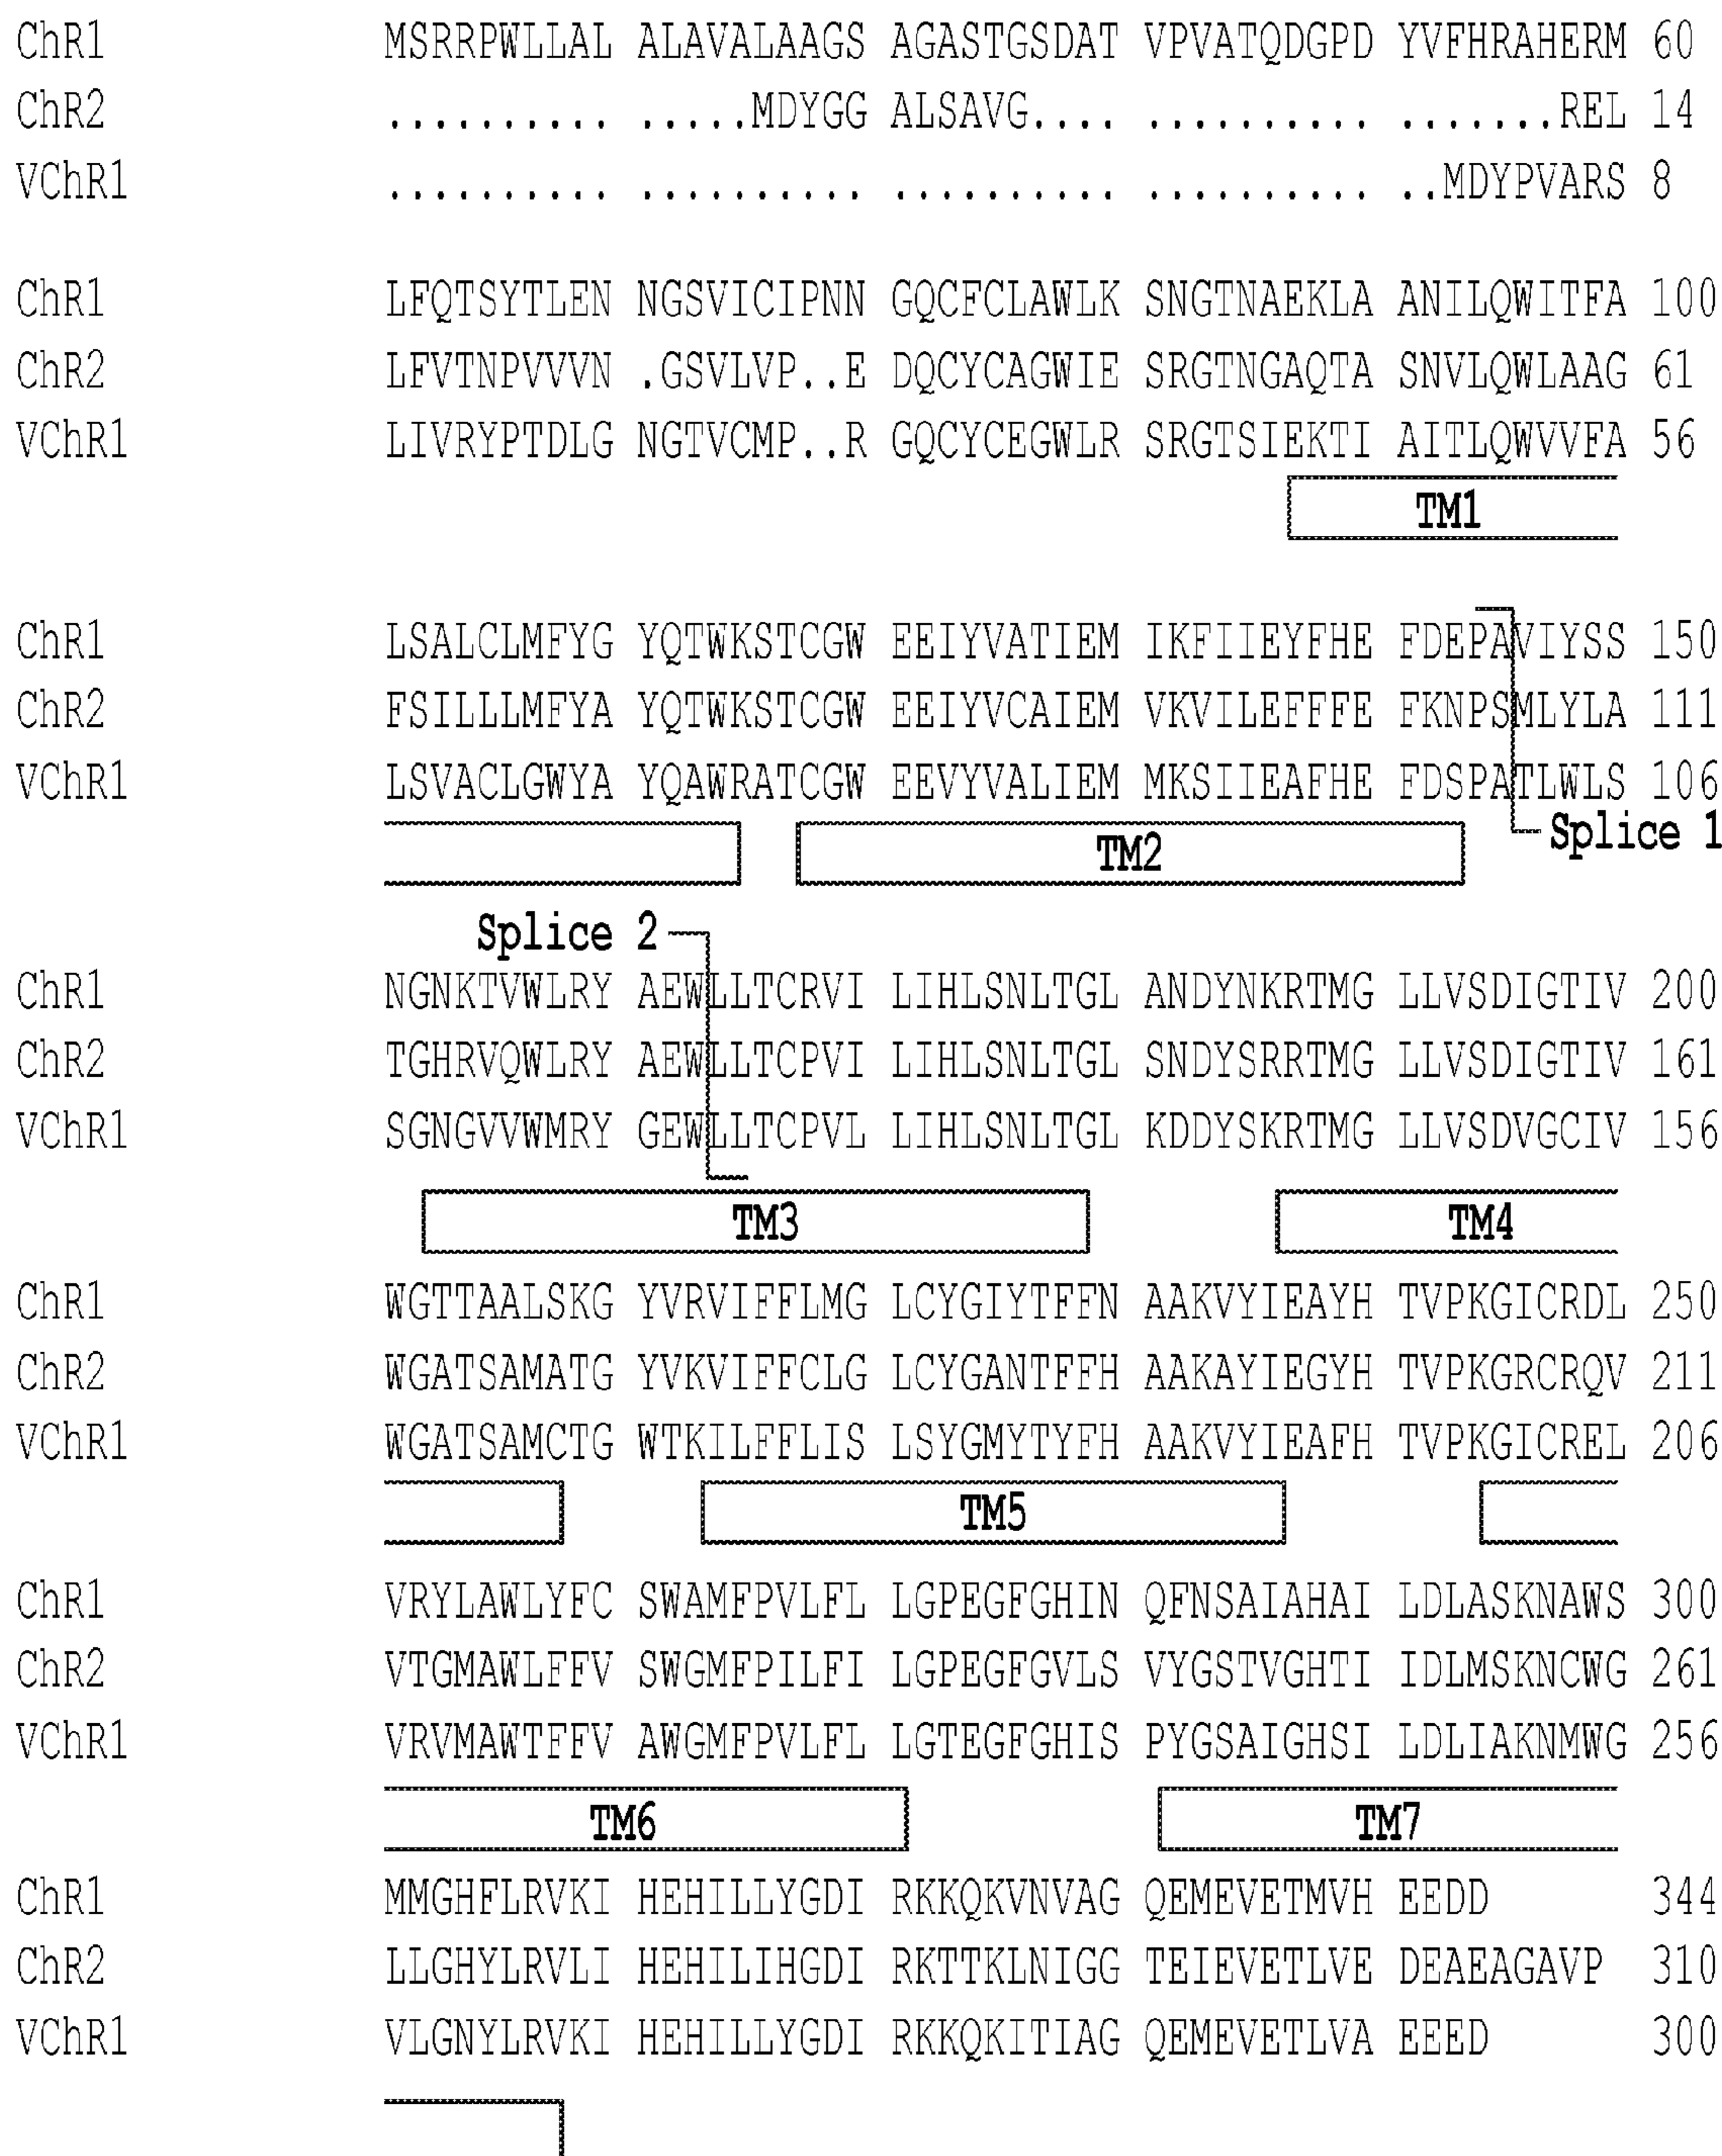 ChR1 MSRRPWLLAL ALAVALAAGS AGASTGSDAT VPVATQDGPD YVFHRAHERM 60
ChR2 .......... .....MDYGG ALSAVG.... .......... .......REL 14
VChR1 .......... .......... .......... .......... ..MDYPVARS 8
ChR1 LFQTSYTLEN NGSVICIPNN GQCFCLAWLK SNGTNAEKLA ANILQWITFA 100
ChR2 LFVTNPVVVN .GSVLVP..E DQCYCAGWIE SRGTNGAQTA SNVLQWLAAG 61
VChR1 LIVRYPTDLG NGTVCMP..R GQCYCEGWLR SRGTSIEKTI AITLQWVVFA 56
TM1
ChR1 LSALCLMFYG YQTWKSTCGW EEIYVATIEM IKFIIEYFHE FDEPAVIYSS 150
ChR2 FSILLLMFYA YQTWKSTCGW EEIYVCAIEM VKVILEFFFE FKNPSMLYLA 111
VChR1 LSVACLGWYA YQAWRATCGW EEVYVALIEM MKSIIEAFHE FDSPATLWLS 106
TM2 Splice 1
Splice 2
ChR1 NGNKTVWLRY AEWLLTCRVI LIHLSNLTGL ANDYNKRTMG LLVSDIGTIV 200
ChR2 TGHRVQWLRY AEWLLTCPVI LIHLSNLTGL SNDYSRRTMG LLVSDIGTIV 161
VChR1 SGNGVVWMRY GEWLLTCPVL LIHLSNLTGL KDDYSKRTMG LLVSDVGCIV 156
TM3 TM4
ChR1 WGTTAALSKG YVRVIFFLMG LCYGIYTFFN AAKVYIEAYH TVPKGICRDL 250
ChR2 WGATSAMATG YVKVIFFCLG LCYGANTFFH AAKAYIEGYH TVPKGRCRQV 211
VChR1 WGATSAMCTG WTKILFFLIS LSYGMYTYFH AAKVYIEAFH TVPKGICREL 206
TM5
ChR1 VRYLAWLYFC SWAMFPVLFL LGPEGFGHIN QFNSAIAHAI LDLASKNAWS 300
ChR2 VTGMAWLFFV SWGMFPILFI LGPEGFGVLS VYGSTVGHTI IDLMSKNCWG 261
VChR1 VRVMAWTFFV AWGMFPVLFL LGTEGFGHIS PYGSAIGHSI LDLIAKNMWG 256
TM6 TM7
ChR1 MMGHFLRVKI HEHILLYGDI RKKQKVNVAG QEMEVETMVH EEDD 344
ChR2 LLGHYLRVLI HEHILIHGDI RKTTKLNIGG TEIEVETLVE DEAEAGAVP 310
VChR1 VLGNYLRVKI HEHILLYGDI RKKQKITIAG QEMEVETLVA EEED 300